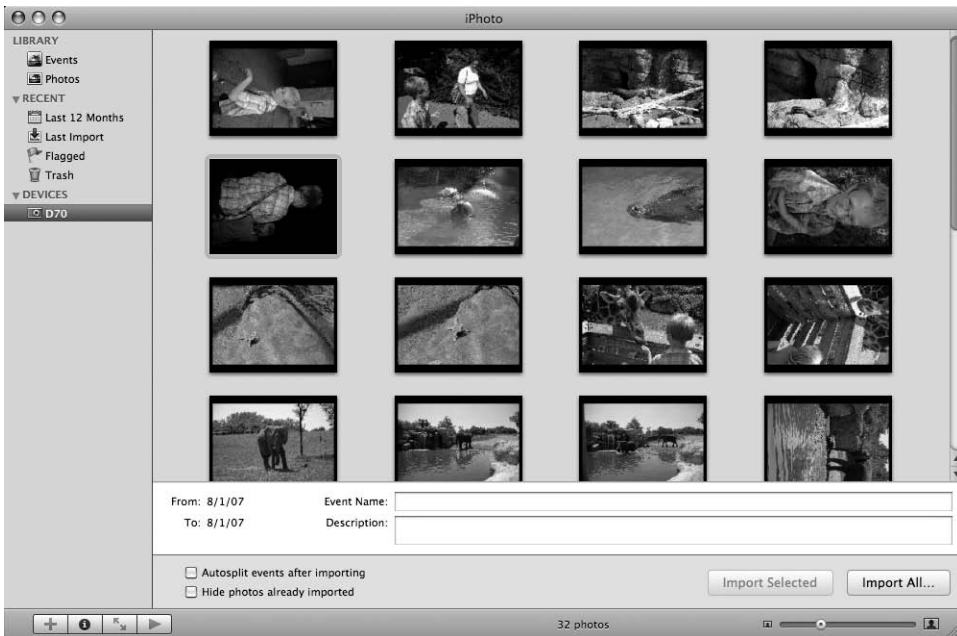 iPhoto
LIBRARY
Events
Photos
RECENT
Last 12 Months
Last Import
Flagged
Trash
DEVICES
D70
From: 8/1/07
Event Name:
To: 8/1/07
Description:
Autosplit events after importing
Hide photos already imported
Import Selected
Import All...
32 photos